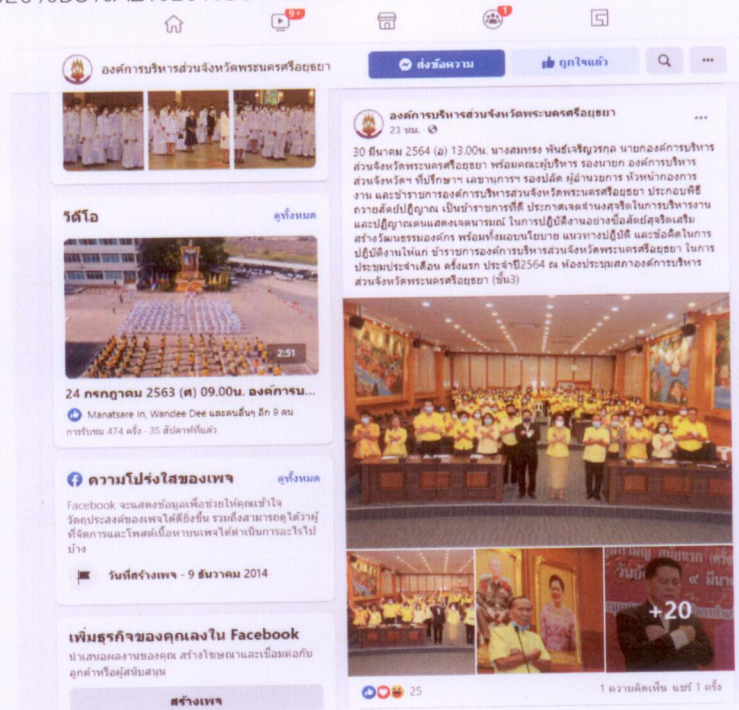 9+
1
องค์การบริหารส่วนจังหวัดพระนครศรีอยุธยา
ส่งข้อความ
ถูกใจแล้ว
วิดีโอ
ดูทั้งหมด
2:51
24 กรกฎาคม 2563 (ศ) 09.00น. องค์การบ...
Manatsare In, Wandee Dee และคนอื่นๆ อีก 9 คน
การรับชม 474 ครั้ง · 35 สัปดาห์ที่แล้ว
ความโปร่งใสของเพจ
ดูทั้งหมด
Facebook จะแสดงข้อมูลเพื่อช่วยให้คุณเข้าใจ
วัตถุประสงค์ของเพจได้ดียิ่งขึ้น รวมถึงสามารถดูได้ว่าผู้
ที่จัดการและโพสต์เนื้อหาบนเพจได้ดำเนินการอะไรไป
บ้าง
วันที่สร้างเพจ - 9 ธันวาคม 2014
เพิ่มธุรกิจของคุณลงใน Facebook
นำเสนอผลงานของคุณ สร้างโฆษณาและเชื่อมต่อกับ
ลูกค้าหรือผู้สนับสนุน
สร้างเพจ
องค์การบริหารส่วนจังหวัดพระนครศรีอยุธยา
23 ชม. ·
30 มีนาคม 2564 (อ) 13.00น. นางสมทรง พันธ์เจริญวรกุล นายกองค์การบริหาร
ส่วนจังหวัดพระนครศรีอยุธยา พร้อมคณะผู้บริหาร รองนายก องค์การบริหาร
ส่วนจังหวัดฯ ที่ปรึกษาฯ เลขานุการฯ รองปลัด ผู้อำนวยการ หัวหน้ากองการ
งาน และข้าราชการองค์การบริหารส่วนจังหวัดพระนครศรีอยุธยา ประกอบพิธี
ถวายสัตย์ปฏิญาณ เป็นข้าราชการที่ดี ประกาศเจตจำนงสุจริตในการบริหารงาน
และปฏิญาณตนแสดงเจตนารมณ์ ในการปฏิบัติงานอย่างซื่อสัตย์สุจริตเสริม
สร้างวัฒนธรรมองค์กร พร้อมทั้งมอบนโยบาย แนวทางปฏิบัติ และข้อคิดในการ
ปฏิบัติงานให้แก่ ข้าราชการองค์การบริหารส่วนจังหวัดพระนครศรีอยุธยา ในการ
ประชุมประจำเดือน ครั้งแรก ประจำปี2564 ณ ห้องประชุมสภาองค์การบริหาร
ส่วนจังหวัดพระนครศรีอยุธยา (ชั้น3)
+20
25
1 ความคิดเห็น แชร์ 1 ครั้ง